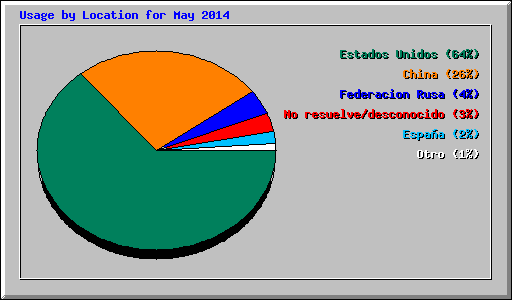 Usage by Location for May 2014
Estados Unidos (64%)
China (26%)
Federacion Rusa (4%)
No resuelve/desconocido (3%)
España (2%)
Otro (1%)